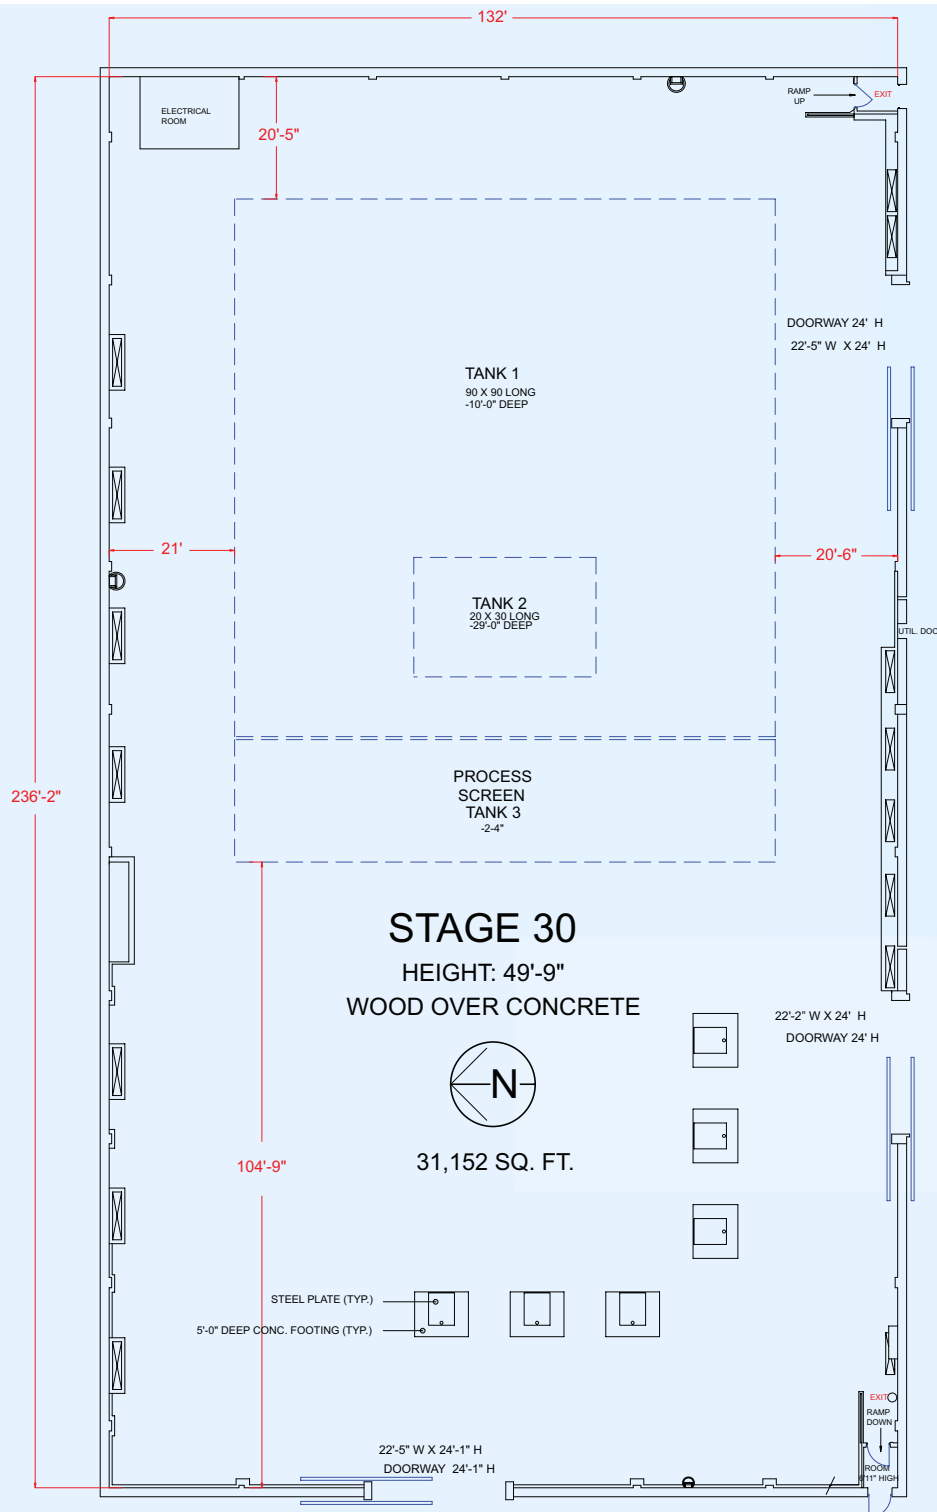 132'
ELECTRICAL
ROOM
20'-5"
RAMP
UP
EXIT
DOORWAY 24' H
22'-5" W X 24' H
TANK 1
90 X 90 LONG
-10'-0" DEEP
21'
20'-6"
TANK 2
20 X 30 LONG
-29'-0" DEEP
UTIL. DOO
236'-2"
PROCESS
SCREEN
TANK 3
-2-4"
STAGE 30
HEIGHT: 49'-9"
WOOD OVER CONCRETE
22'-2" W X 24' H
DOORWAY 24' H
N
104'-9"
31,152 SQ. FT.
STEEL PLATE (TYP.)
5'-0" DEEP CONC. FOOTING (TYP.)
EXIT
RAMP
DOWN
22'-5" W X 24'-1" H
DOORWAY 24'-1" H
ROOM
6'11" HIGH